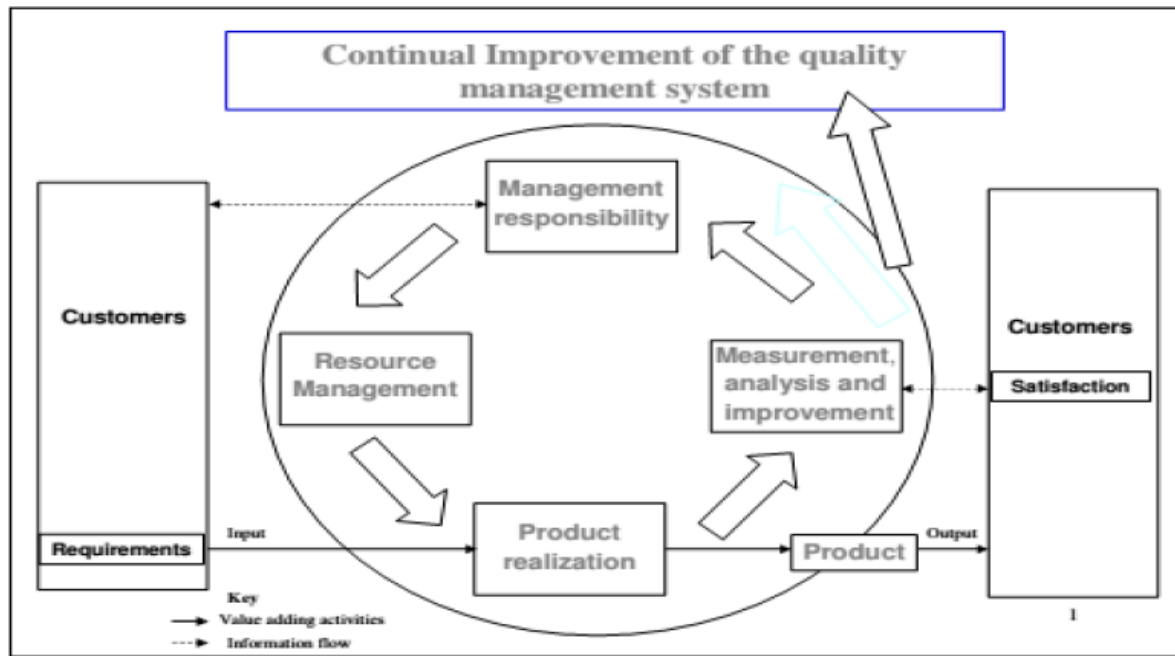 Continual Improvement of the quality
management system
Management
responsibility
Customers
Resource
Management
Measurement,
analysis and
improvement
Customers
Satisfaction
Requirements
Input
Product
realization
Product
Output
Key
Value adding activities
Information flow
1